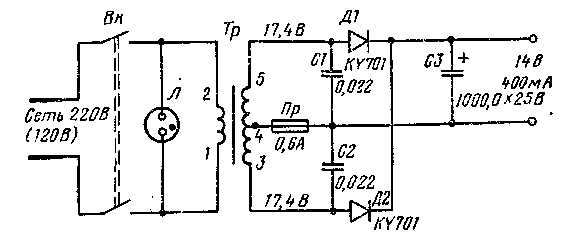 Вк
Тр
17,4В
Д1
КУ701
С1
0,022
С3
+
14В
400мА
1000,0×25В
Л
2
1
5
4
3
Пр
0,6А
Сеть 220В
(120В)
С2
0,022
17,4В
Д2
КУ701